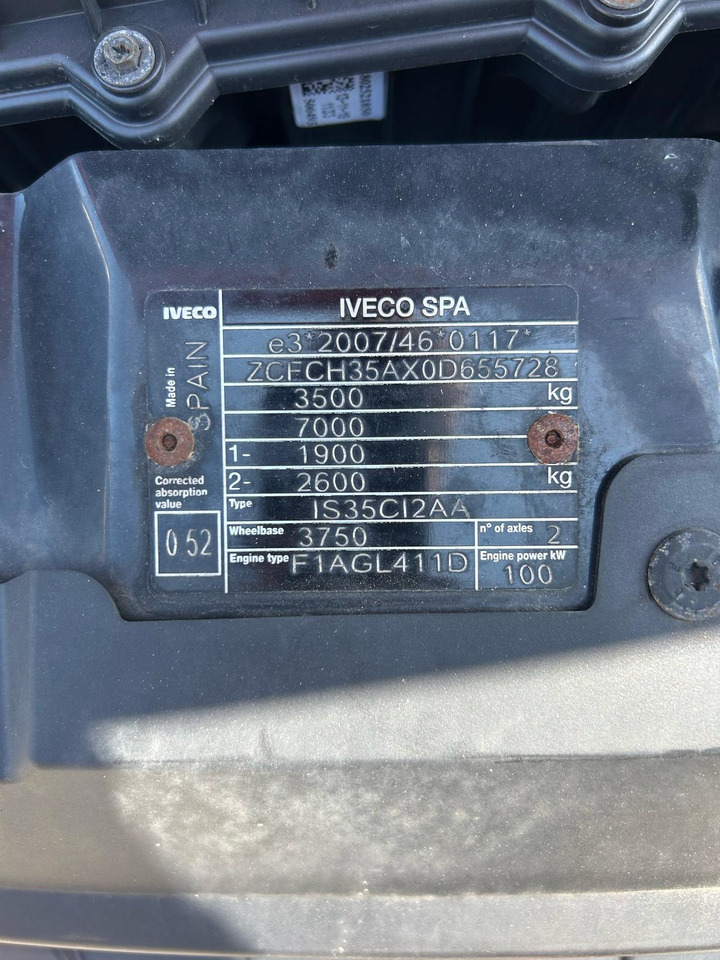 IVECO
IVECO SPA
Made in
SPAIN
e3*2007/46*0117*
ZCFCH35AX0D655728
3500 kg
7000
1- 1900
2- 2600 kg
Corrected
absorption
value
0 52
Type IS35CI2AA
Wheelbase 3750 n° of axles 2
Engine type F1AGL411D Engine power kW
100